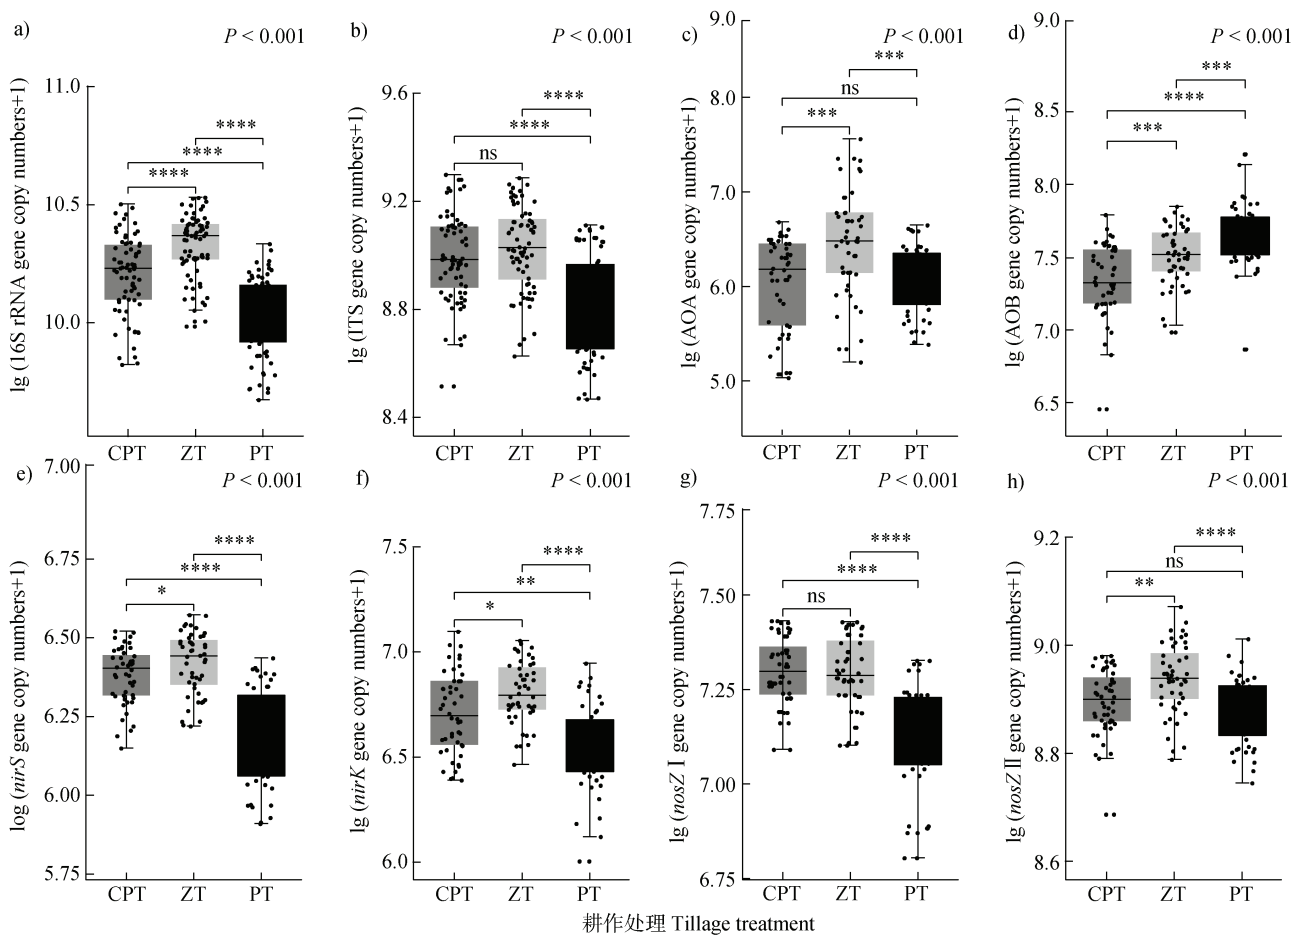 a)
P < 0.001
lg (16S rRNA gene copy numbers+1)
11.0
10.5
10.0
****
****
****
CPT ZT PT
b)
P < 0.001
lg (ITS gene copy numbers+1)
9.6
9.2
8.8
8.4
****
****
ns
CPT ZT PT
c)
P < 0.001
lg (AOA gene copy numbers+1)
9.0
8.0
7.0
6.0
5.0
***
ns
***
CPT ZT PT
d)
P < 0.001
lg (AOB gene copy numbers+1)
9.0
8.5
8.0
7.5
7.0
6.5
***
****
***
CPT ZT PT
e)
P < 0.001
log (nirS gene copy numbers+1)
7.00
6.75
6.50
6.25
6.00
5.75
****
****
*
CPT ZT PT
f)
P < 0.001
lg (nirK gene copy numbers+1)
7.5
7.0
6.5
6.0
****
**
*
CPT ZT PT
g)
P < 0.001
lg (nosZ Ⅰ gene copy numbers+1)
7.75
7.50
7.25
7.00
6.75
****
****
ns
CPT ZT PT
h)
P < 0.001
lg (nosZ Ⅱ gene copy numbers+1)
9.2
9.0
8.8
8.6
****
ns
**
CPT ZT PT
耕作处理 Tillage treatment